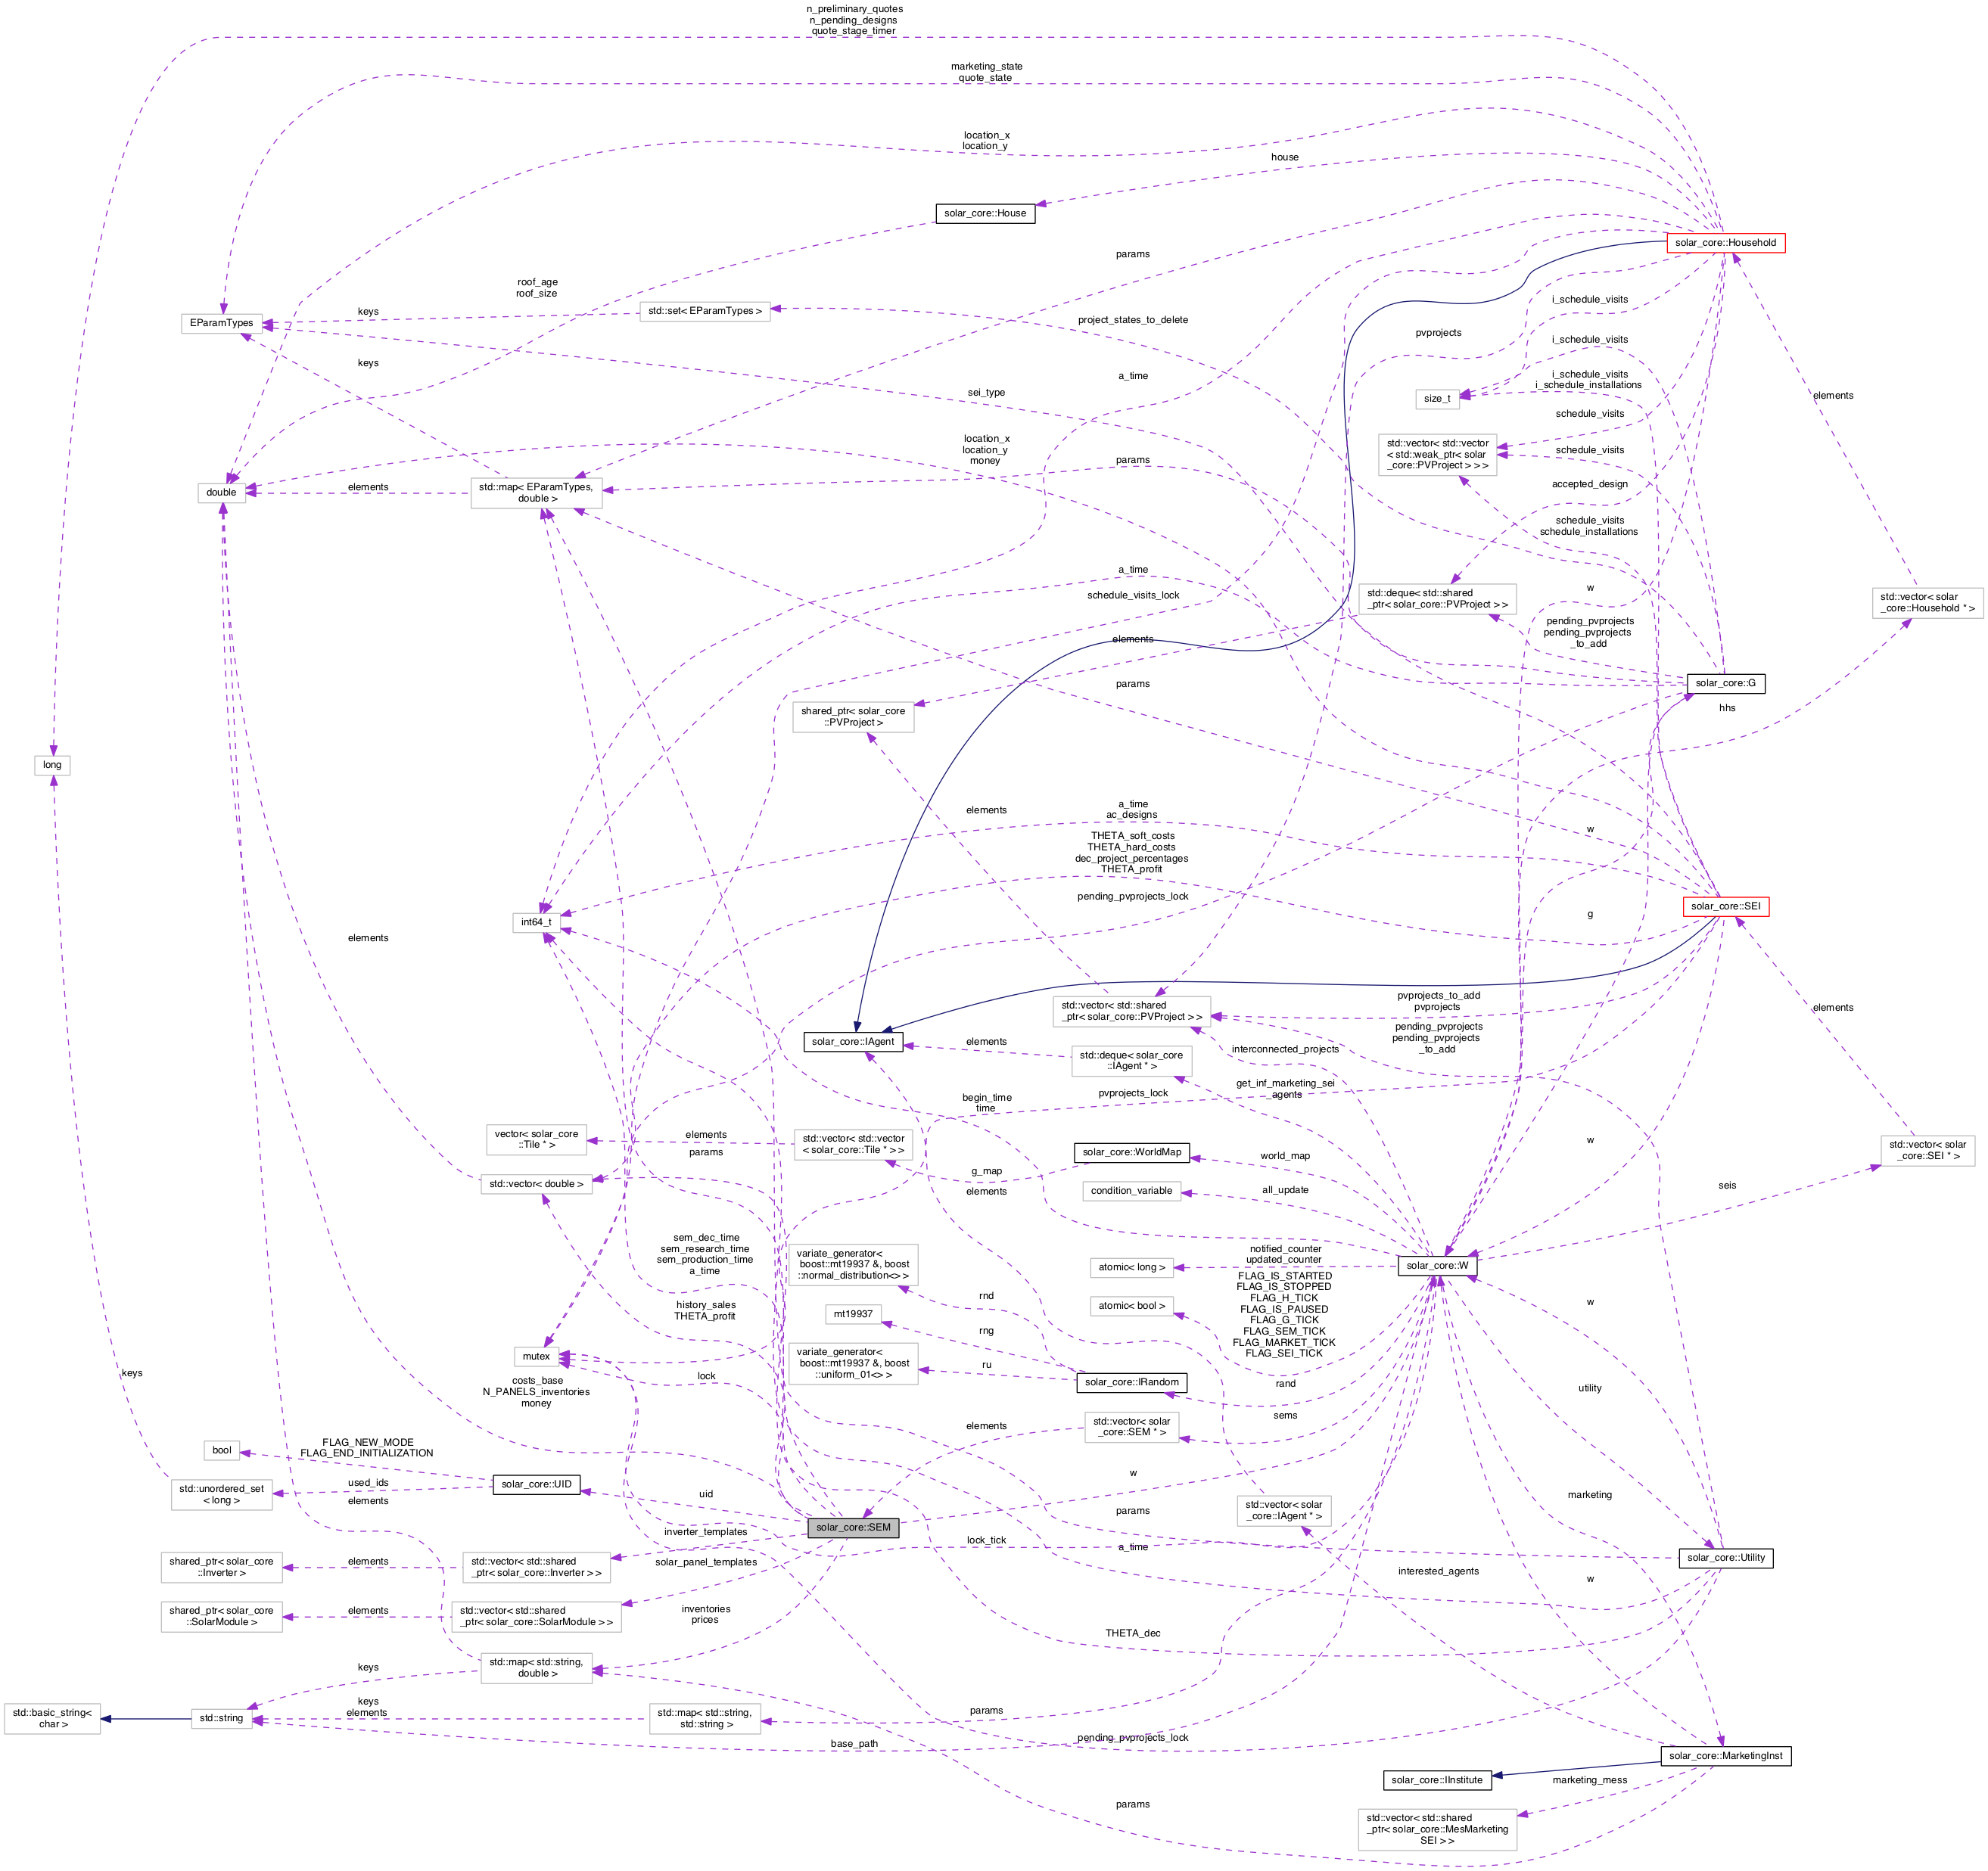 n_preliminary_quotes
n_pending_designs
quote_stage_timer
marketing_state
quote_state
location_x
location_y
house
solar_core::House
solar_core::Household
params
roof_age
roof_size
i_schedule_visits
std::set< EParamTypes >
keys
EParamTypes
project_states_to_delete
pvprojects
i_schedule_visits
keys
a_time
sei_type
i_schedule_visits
i_schedule_installations
size_t
elements
schedule_visits
location_x
location_y
money
std::vector< std::vector
< std::weak_ptr< solar
_core::PVProject > > >
schedule_visits
params
double
elements
std::map< EParamTypes,
double >
accepted_design
schedule_visits
schedule_installations
a_time
w
schedule_visits_lock
std::deque< std::shared
_ptr< solar_core::PVProject > >
std::vector< solar
_core::Household * >
elements
pending_pvprojects
pending_pvprojects
_to_add
params
solar_core::G
shared_ptr< solar_core
::PVProject >
hhs
long
elements
a_time
ac_designs
w
THETA_soft_costs
THETA_hard_costs
dec_project_percentages
THETA_profit
pending_pvprojects_lock
solar_core::SEI
int64_t
g
elements
std::vector< std::shared
_ptr< solar_core::PVProject > >
pvprojects_to_add
pvprojects
elements
solar_core::IAgent
elements
std::deque< solar_core
::IAgent * >
interconnected_projects
pending_pvprojects
pending_pvprojects
_to_add
get_inf_marketing_sei
agents
pvprojects_lock
begin_time
time
vector< solar_core
::Tile * >
elements
std::vector< std::vector
< solar_core::Tile * > >
params
solar_core::WorldMap
world_map
w
std::vector< solar
_core::SEI * >
g_map
std::vector< double >
elements
condition_variable
all_update
seis
sem_dec_time
sem_research_time
sem_production_time
a_time
variate_generator<
boost::mt19937 &, boost
::normal_distribution<> >
atomic< long >
notified_counter
updated_counter
solar_core::W
history_sales
THETA_profit
rnd
atomic< bool >
FLAG_IS_STARTED
FLAG_IS_STOPPED
FLAG_H_TICK
FLAG_IS_PAUSED
FLAG_G_TICK
FLAG_SEM_TICK
FLAG_MARKET_TICK
FLAG_SEI_TICK
w
mt19937
rng
mutex
variate_generator<
boost::mt19937 &, boost
::uniform_01<> >
ru
keys
costs_base
N_PANELS_inventories
money
lock
solar_core::IRandom
rand
utility
elements
std::vector< solar
_core::SEM * >
sems
bool
FLAG_NEW_MODE
FLAG_END_INITIALIZATION
w
std::unordered_set
< long >
used_ids
solar_core::UID
uid
elements
marketing
std::vector< solar
_core::IAgent * >
params
solar_core::SEM
inverter_templates
lock_tick
a_time
solar_core::Utility
shared_ptr< solar_core
::Inverter >
elements
std::vector< std::shared
_ptr< solar_core::Inverter > >
solar_panel_templates
interested_agents
w
shared_ptr< solar_core
::SolarModule >
elements
std::vector< std::shared
_ptr< solar_core::SolarModule > >
inventories
prices
THETA_dec
keys
std::map< std::string,
double >
std::basic_string<
char >
std::string
keys
elements
std::map< std::string,
std::string >
params
base_path
pending_pvprojects_lock
solar_core::MarketingInst
solar_core::IInstitute
marketing_mess
params
std::vector< std::shared
_ptr< solar_core::MesMarketing
SEI > >